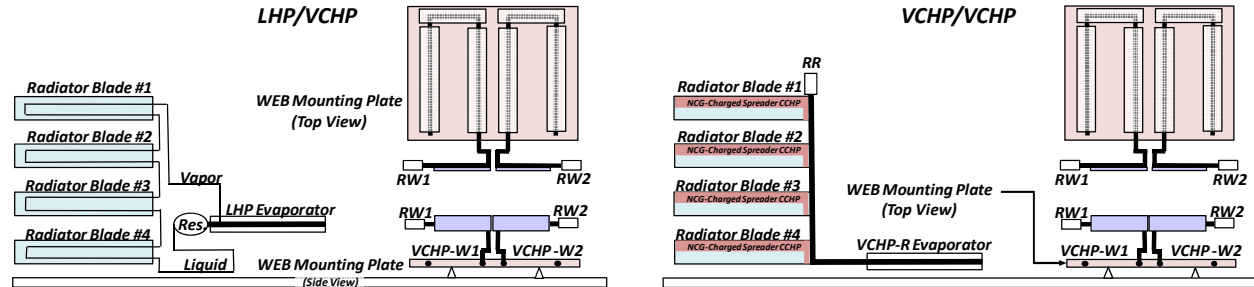 LHP/VCHP
Radiator Blade #1
WEB Mounting Plate
(Top View)
Radiator Blade #2
RW1
RW2
Radiator Blade #3
Vapor
RW1
RW2
Res.
LHP Evaporator
Radiator Blade #4
VCHP-W1
VCHP-W2
Liquid
WEB Mounting Plate
(Side View)
VCHP/VCHP
RR
Radiator Blade #1
NCG-Charged Spreader CCHP
Radiator Blade #2
NCG-Charged Spreader CCHP
RW1
RW2
Radiator Blade #3
NCG-Charged Spreader CCHP
WEB Mounting Plate
(Top View)
RW1
RW2
Radiator Blade #4
NCG-Charged Spreader CCHP
VCHP-R Evaporator
VCHP-W1
VCHP-W2